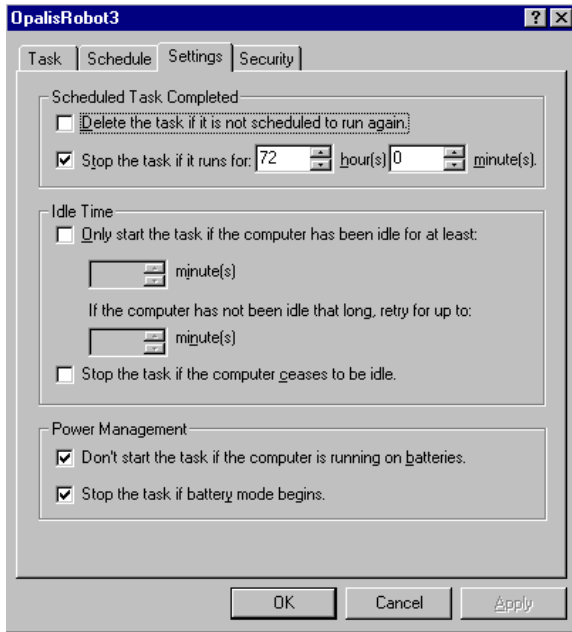 OpalisRobot3
Task Schedule Settings Security
Scheduled Task Completed
Delete the task if it is not scheduled to run again.
Stop the task if it runs for: 72 hour(s) 0 minute(s).
Idle Time
Only start the task if the computer has been idle for at least:
minute(s)
If the computer has not been idle that long, retry for up to:
minute(s)
Stop the task if the computer ceases to be idle.
Power Management
Don't start the task if the computer is running on batteries.
Stop the task if battery mode begins.
OK Cancel Apply